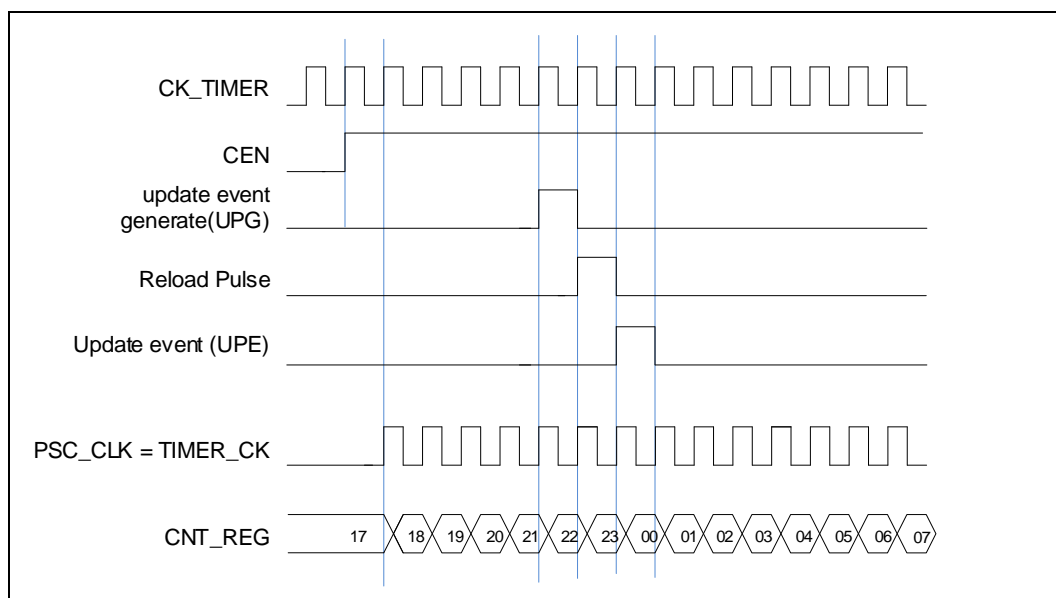 CK_TIMER
CEN
update event
generate(UPG)
Reload Pulse
Update event (UPE)
PSC_CLK = TIMER_CK
CNT_REG 17 18 19 20 21 22 23 00 01 02 03 04 05 06 07